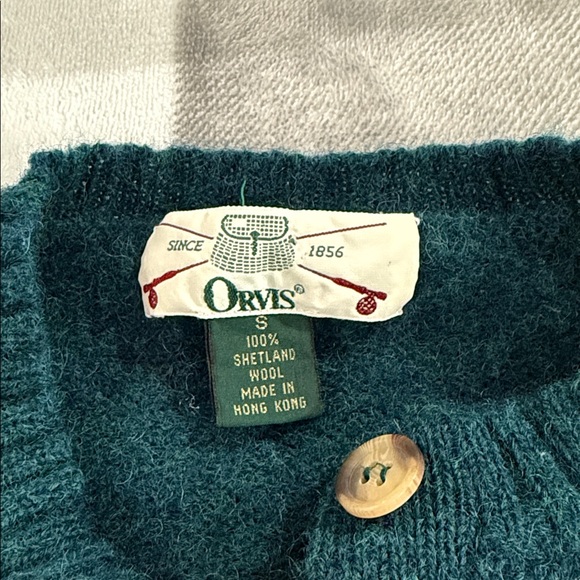 SINCE 1856
ORVIS®
S
100%
SHETLAND
WOOL
MADE IN
HONG KONG